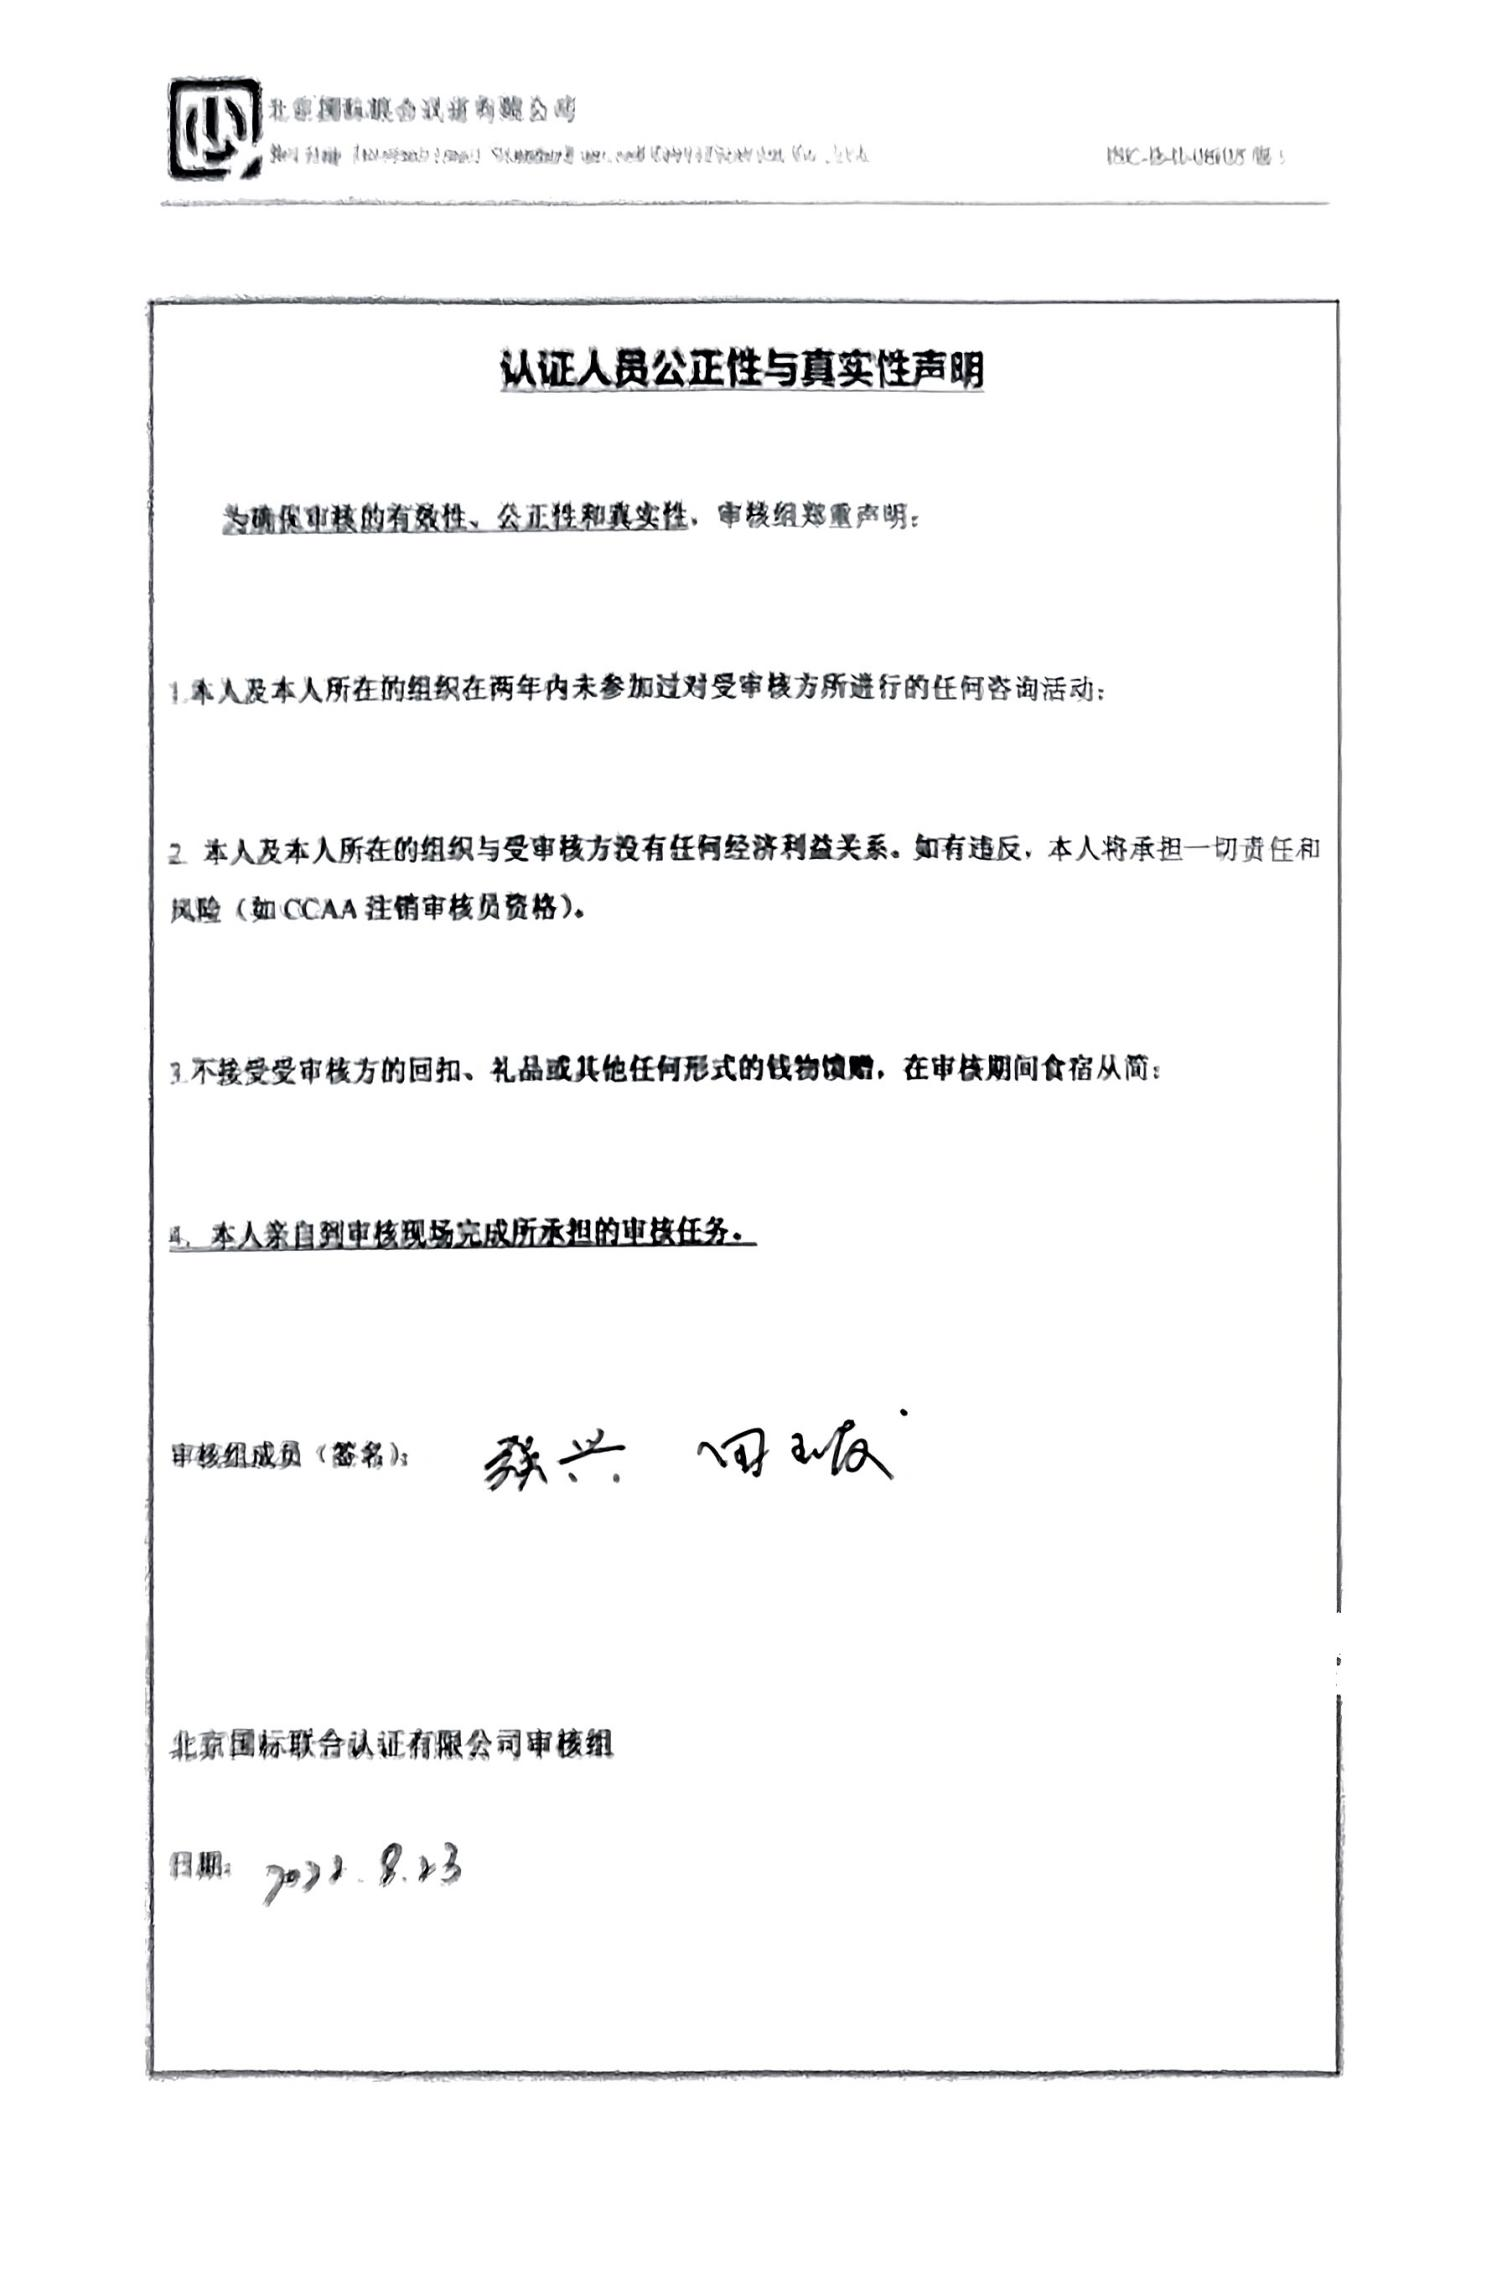 北京国标联合认证有限公司
认证人员公正性与真实性声明
为确保审核的有效性、公正性和真实性，审核组郑重声明：
1.本人及本人所在的组织在两年内未参加过对受审核方所进行的任何咨询活动；
2. 本人及本人所在的组织与受审核方没有任何经济利益关系。如有违反，本人将承担一切责任和
风险（如 CCAA 注销审核员资格）。
3.不接受受审核方的回扣、礼品或其他任何形式的钱物馈赠，在审核期间食宿从简；
4. 本人亲自到审核现场完成所承担的审核任务。
审核组成员（签名）：
北京国标联合认证有限公司审核组
日期： 2022.8.23